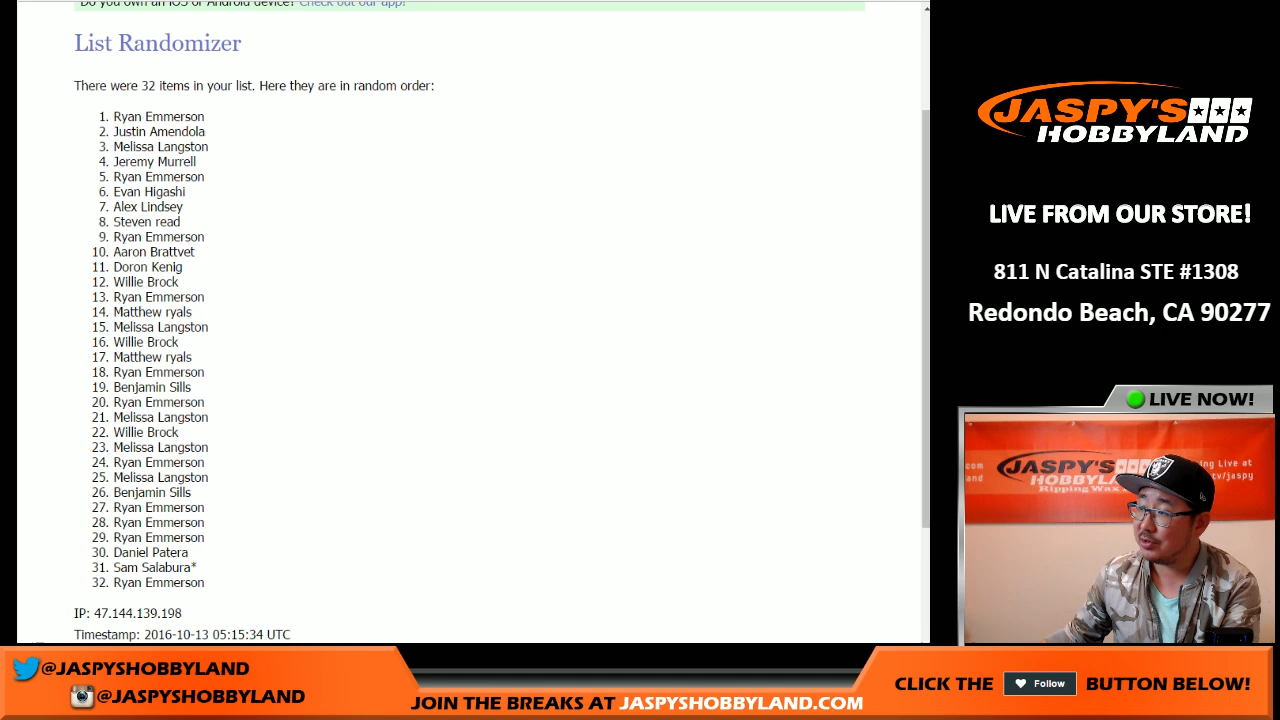 Do you own an iOS or Android device? Check out our app!
List Randomizer
There were 32 items in your list. Here they are in random order:
1. Ryan Emmerson
2. Justin Amendola
3. Melissa Langston
4. Jeremy Murrell
5. Ryan Emmerson
6. Evan Higashi
7. Alex Lindsey
8. Steven read
9. Ryan Emmerson
10. Aaron Brattvet
11. Doron Kenig
12. Willie Brock
13. Ryan Emmerson
14. Matthew ryals
15. Melissa Langston
16. Willie Brock
17. Matthew ryals
18. Ryan Emmerson
19. Benjamin Sills
20. Ryan Emmerson
21. Melissa Langston
22. Willie Brock
23. Melissa Langston
24. Ryan Emmerson
25. Melissa Langston
26. Benjamin Sills
27. Ryan Emmerson
28. Ryan Emmerson
29. Ryan Emmerson
30. Daniel Patera
31. Sam Salabura*
32. Ryan Emmerson
IP: 47.144.139.198
Timestamp: 2016-10-13 05:15:34 UTC
JASPY'S
HOBBYLAND
LIVE FROM OUR STORE!
811 N Catalina STE #1308
Redondo Beach, CA 90277
LIVE NOW!
JASPY'S
HOBBYLAND
Ripping Wax
Live at
@JASPYSHOBBYLAND
@JASPYSHOBBYLAND
JOIN THE BREAKS AT JASPYSHOBBYLAND.COM
CLICK THE Follow BUTTON BELOW!